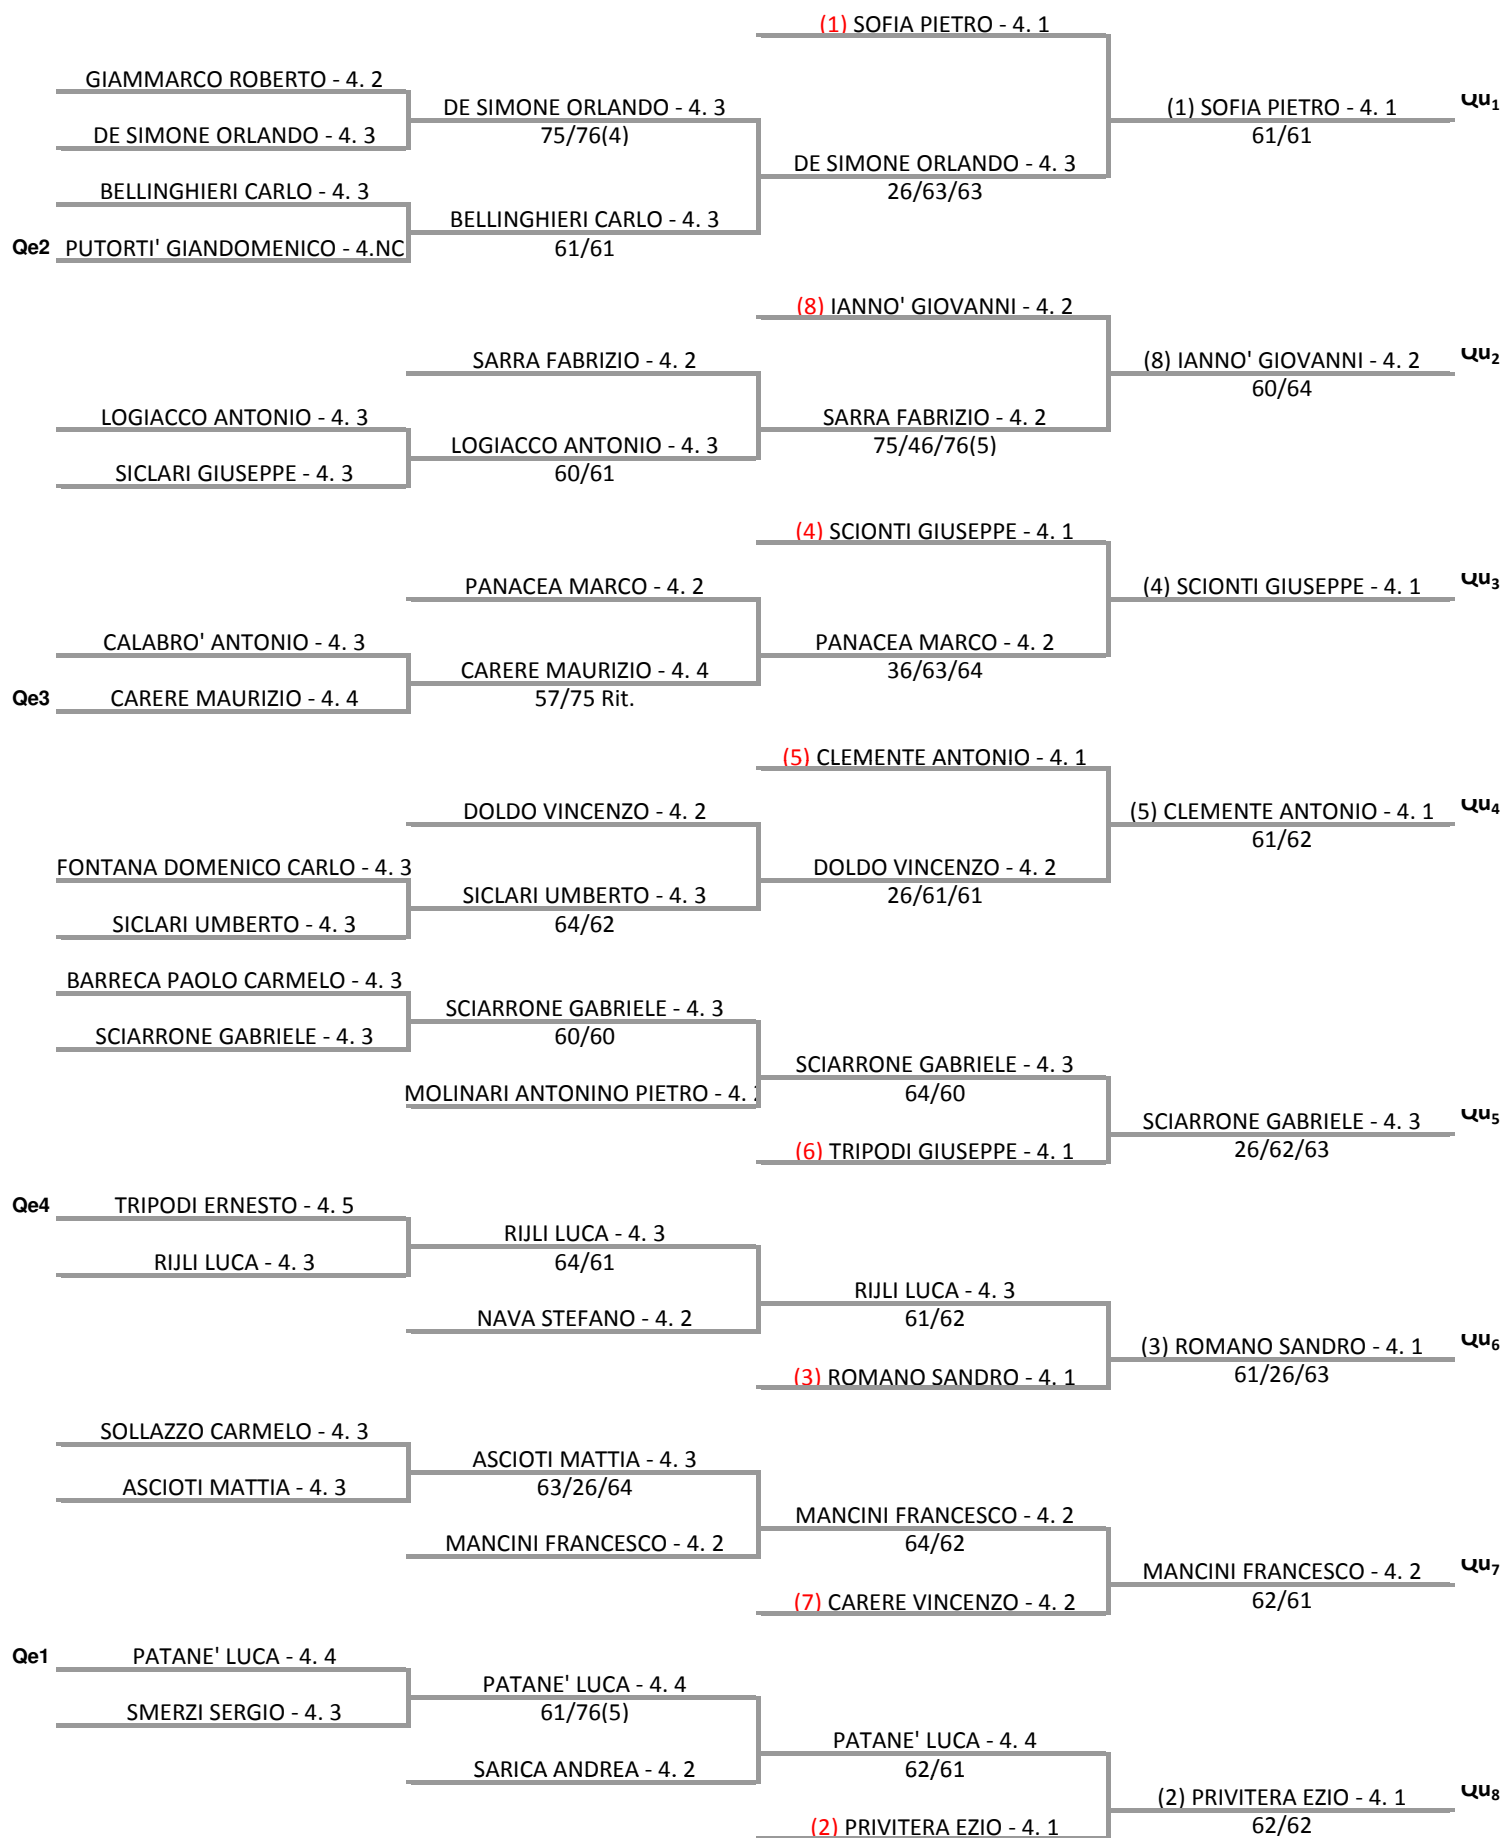 (1) SOFIA PIETRO - 4. 1
GIAMMARCO ROBERTO - 4. 2
DE SIMONE ORLANDO - 4. 3
(1) SOFIA PIETRO - 4. 1
Qu1
DE SIMONE ORLANDO - 4. 3
75/76(4)
61/61
DE SIMONE ORLANDO - 4. 3
BELLINGHIERI CARLO - 4. 3
26/63/63
BELLINGHIERI CARLO - 4. 3
Qe2
PUTORTI' GIANDOMENICO - 4.NC
61/61
(8) IANNO' GIOVANNI - 4. 2
SARRA FABRIZIO - 4. 2
(8) IANNO' GIOVANNI - 4. 2
Qu2
60/64
LOGIACCO ANTONIO - 4. 3
SARRA FABRIZIO - 4. 2
LOGIACCO ANTONIO - 4. 3
75/46/76(5)
SICLARI GIUSEPPE - 4. 3
60/61
(4) SCIONTI GIUSEPPE - 4. 1
PANACEA MARCO - 4. 2
(4) SCIONTI GIUSEPPE - 4. 1
Qu3
CALABRO' ANTONIO - 4. 3
PANACEA MARCO - 4. 2
CARERE MAURIZIO - 4. 4
36/63/64
Qe3
CARERE MAURIZIO - 4. 4
57/75 Rit.
(5) CLEMENTE ANTONIO - 4. 1
DOLDO VINCENZO - 4. 2
(5) CLEMENTE ANTONIO - 4. 1
Qu4
61/62
FONTANA DOMENICO CARLO - 4. 3
DOLDO VINCENZO - 4. 2
SICLARI UMBERTO - 4. 3
26/61/61
SICLARI UMBERTO - 4. 3
64/62
BARRECA PAOLO CARMELO - 4. 3
SCIARRONE GABRIELE - 4. 3
SCIARRONE GABRIELE - 4. 3
60/60
SCIARRONE GABRIELE - 4. 3
MOLINARI ANTONINO PIETRO - 4.
64/60
SCIARRONE GABRIELE - 4. 3
Qu5
(6) TRIPODI GIUSEPPE - 4. 1
26/62/63
Qe4
TRIPODI ERNESTO - 4. 5
RIJLI LUCA - 4. 3
RIJLI LUCA - 4. 3
64/61
RIJLI LUCA - 4. 3
NAVA STEFANO - 4. 2
61/62
(3) ROMANO SANDRO - 4. 1
Qu6
(3) ROMANO SANDRO - 4. 1
61/26/63
SOLLAZZO CARMELO - 4. 3
ASCIOTI MATTIA - 4. 3
ASCIOTI MATTIA - 4. 3
63/26/64
MANCINI FRANCESCO - 4. 2
MANCINI FRANCESCO - 4. 2
64/62
MANCINI FRANCESCO - 4. 2
Qu7
(7) CARERE VINCENZO - 4. 2
62/61
Qe1
PATANE' LUCA - 4. 4
PATANE' LUCA - 4. 4
SMERZI SERGIO - 4. 3
61/76(5)
PATANE' LUCA - 4. 4
SARICA ANDREA - 4. 2
62/61
(2) PRIVITERA EZIO - 4. 1
Qu8
(2) PRIVITERA EZIO - 4. 1
62/62